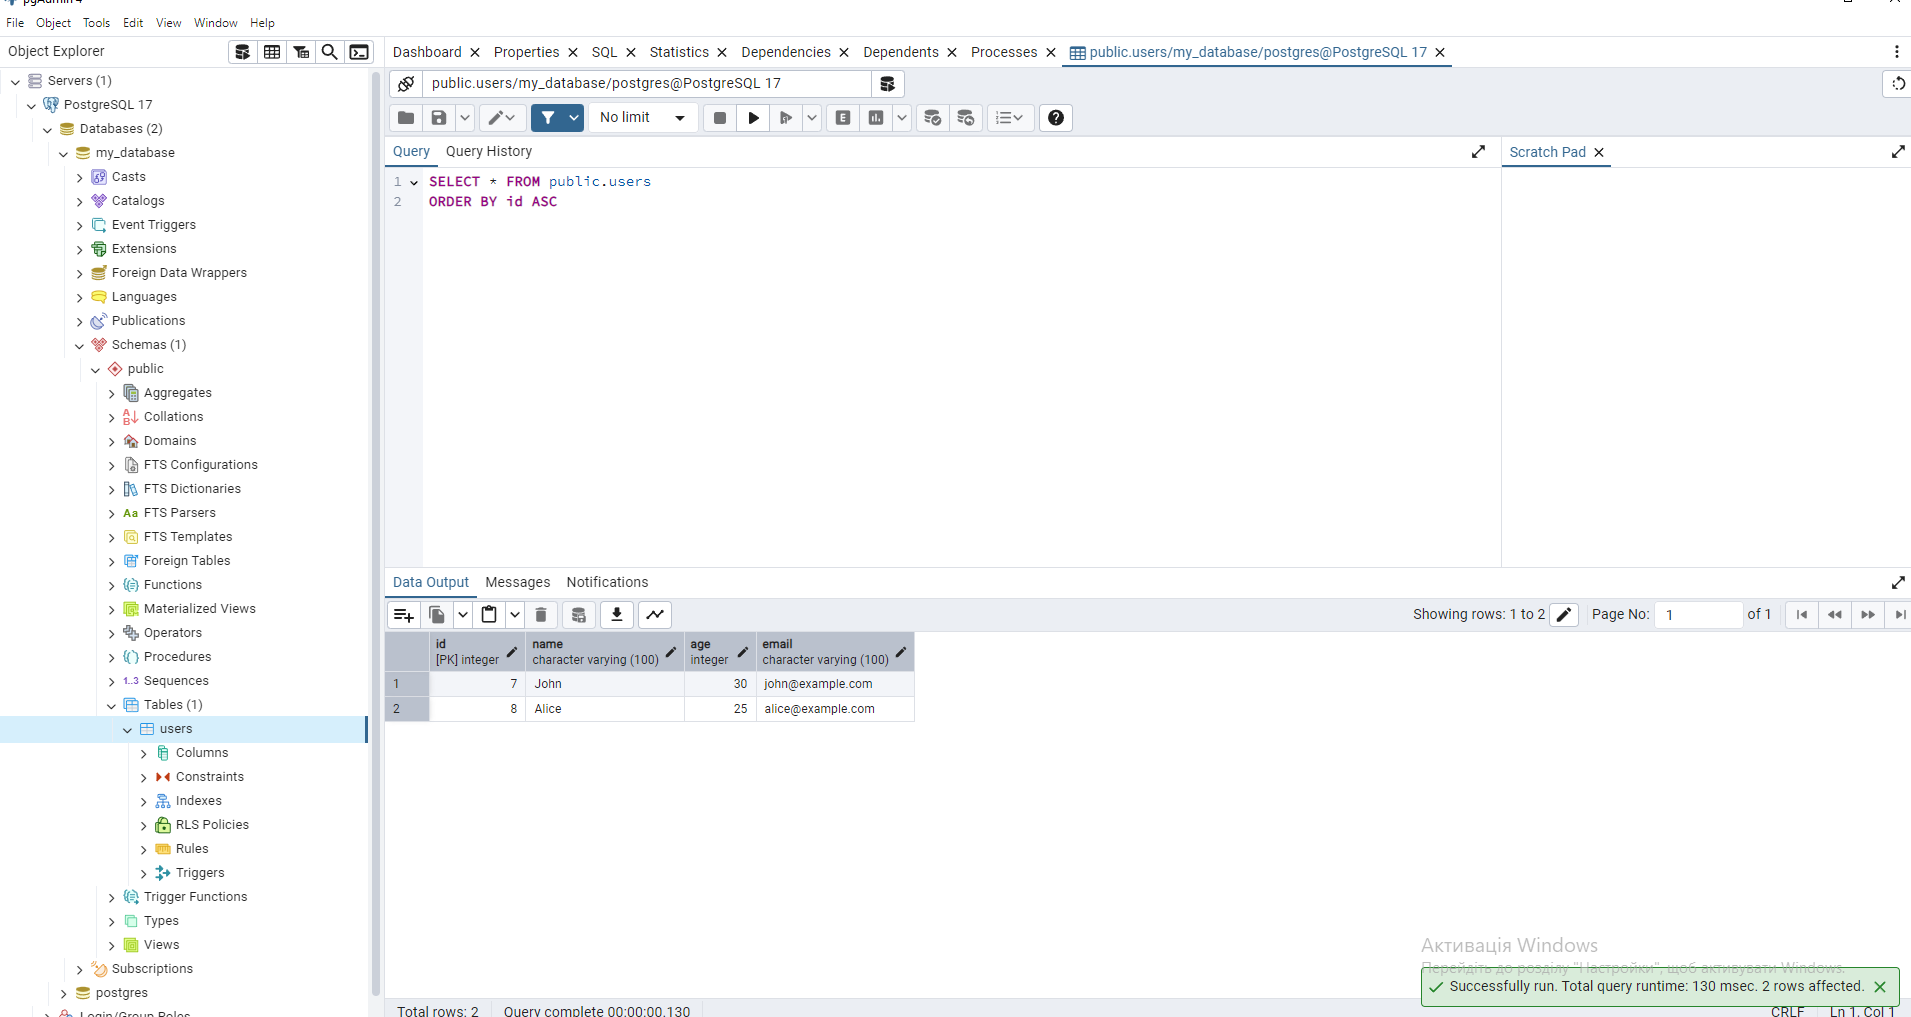 pgAdmin 4
File Object Tools Edit View Window Help
Object Explorer
Dashboard Properties SQL Statistics Dependencies Dependents Processes public.users/my_database/postgres@PostgreSQL 17
public.users/my_database/postgres@PostgreSQL 17
No limit
E
Query Query History
Scratch Pad
1 SELECT * FROM public.users
2 ORDER BY id ASC
Servers (1)
PostgreSQL 17
Databases (2)
my_database
Casts
Catalogs
Event Triggers
Extensions
Foreign Data Wrappers
Languages
Publications
Schemas (1)
public
Aggregates
Collations
Domains
FTS Configurations
FTS Dictionaries
Aa FTS Parsers
FTS Templates
Foreign Tables
Functions
Materialized Views
Operators
Procedures
1..3 Sequences
Tables (1)
users
Columns
Constraints
Indexes
RLS Policies
Rules
Triggers
Trigger Functions
Types
Views
Subscriptions
postgres
Login/Group Roles
Data Output Messages Notifications
Showing rows: 1 to 2 Page No: 1 of 1
id name age email
[PK] integer character varying (100) integer character varying (100)
1 7 John 30 john@example.com
2 8 Alice 25 alice@example.com
Активація Windows
Перейдіть до розділу "Настройки", щоб активувати Windows.
Successfully run. Total query runtime: 130 msec. 2 rows affected.
Total rows: 2 Query complete 00:00:00.130 CRLF Ln 1, Col 1